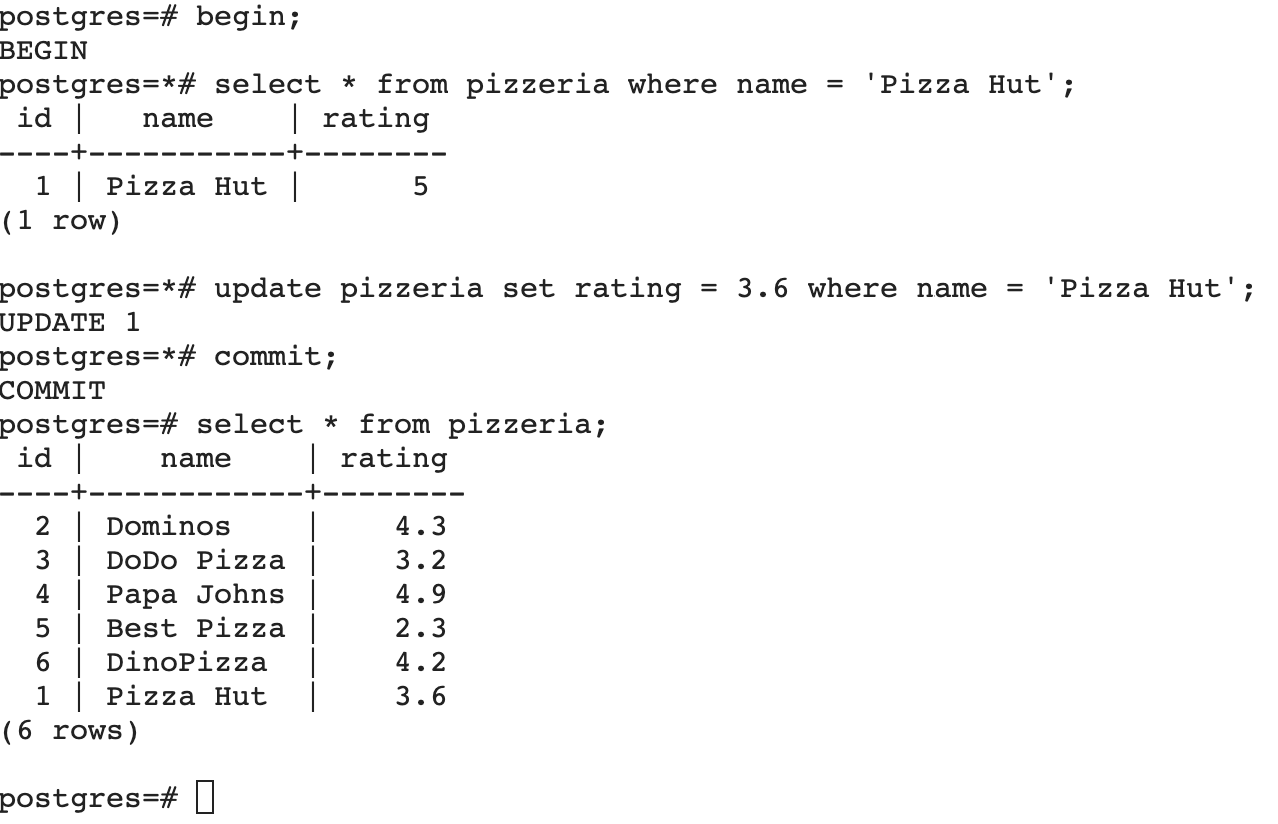 postgres=# begin;
BEGIN
postgres=*# select * from pizzeria where name = 'Pizza Hut';
 id |   name    | rating
----+-----------+--------
  1 | Pizza Hut |      5
(1 row)

postgres=*# update pizzeria set rating = 3.6 where name = 'Pizza Hut';
UPDATE 1
postgres=*# commit;
COMMIT
postgres=# select * from pizzeria;
 id |    name    | rating
----+------------+--------
  2 | Dominos    |    4.3
  3 | DoDo Pizza |    3.2
  4 | Papa Johns |    4.9
  5 | Best Pizza |    2.3
  6 | DinoPizza  |    4.2
  1 | Pizza Hut  |    3.6
(6 rows)

postgres=#